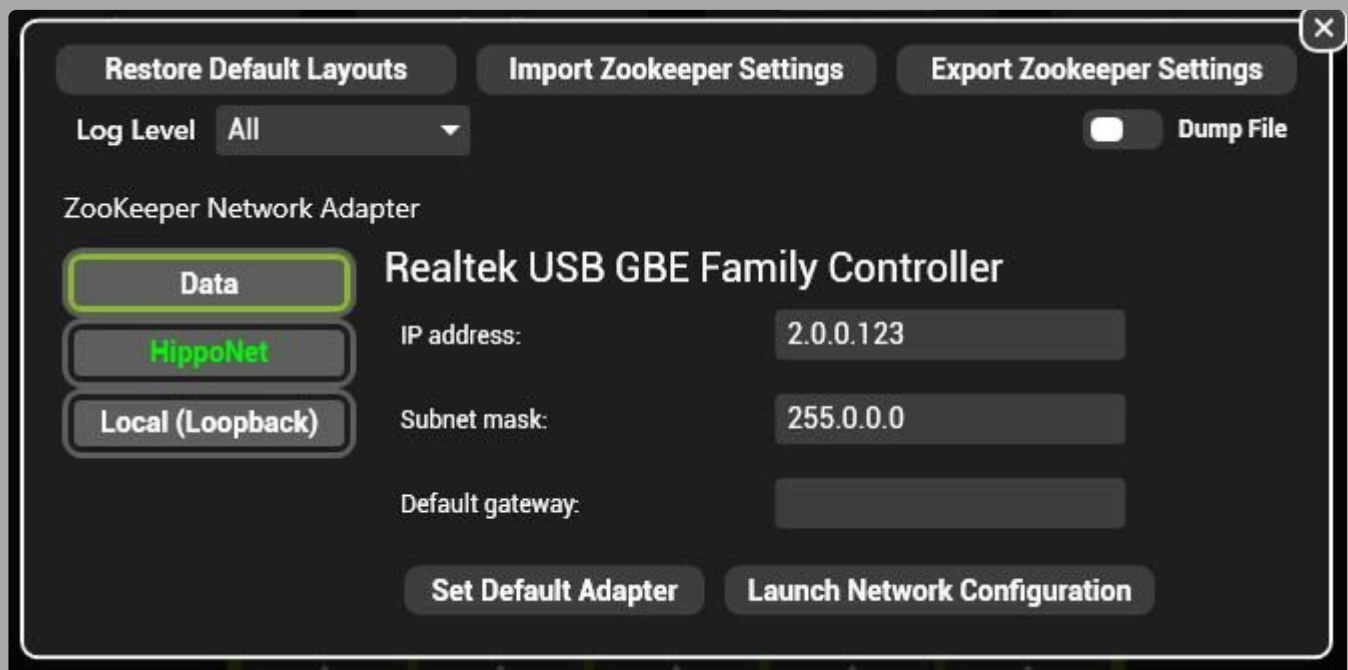 Restore Default Layouts Import Zookeeper Settings Export Zookeeper Settings
Log Level All Dump File
ZooKeeper Network Adapter
Data
HippoNet
Local (Loopback)
Realtek USB GBE Family Controller
IP address: 2.0.0.123
Subnet mask: 255.0.0.0
Default gateway:
Set Default Adapter Launch Network Configuration